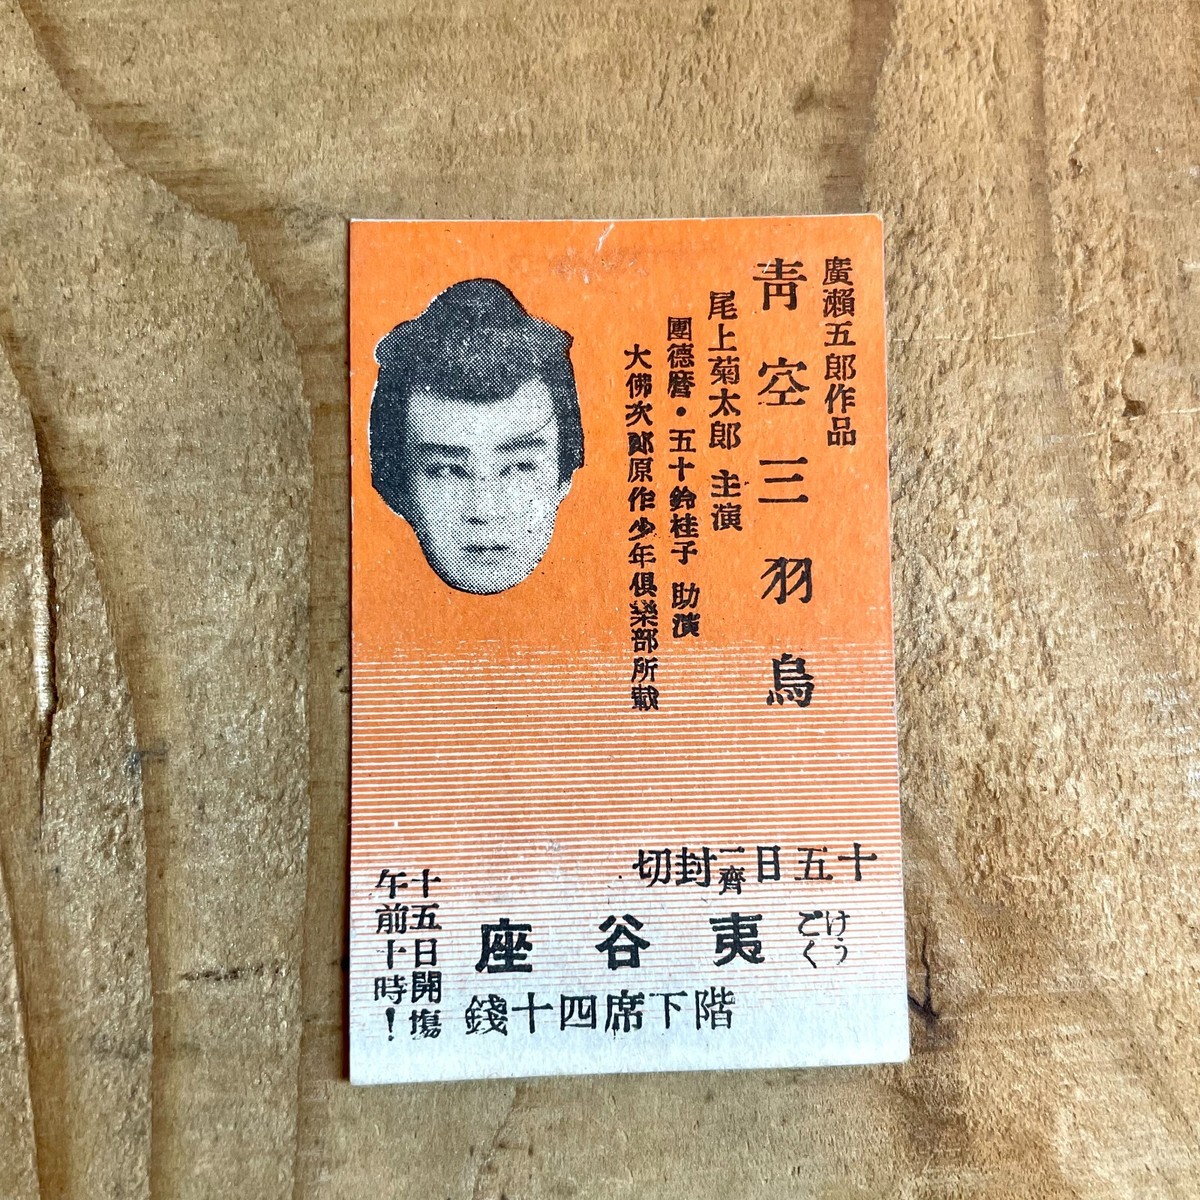 廣瀬五郎作品
青空三羽烏
尾上菊太郎 主演
團德麿・五十鈴桂子 助演
大佛次郎原作少年倶樂部所載
十五日一齊封切
けうごく
夷谷座
階下席四十錢
十五日開場
午前十時!